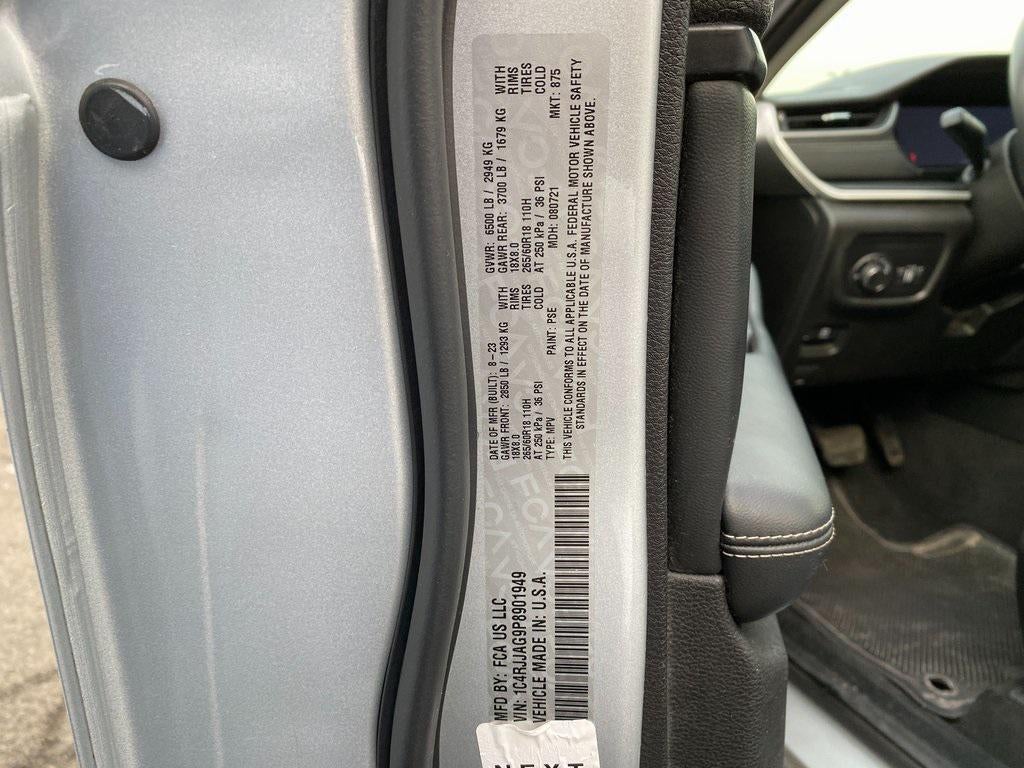 MFD BY: FCA US LLC
VIN: 1C4RJJAG9P8901949
VEHICLE MADE IN: U.S.A.
DATE OF MFR (BUILT): 8-23 GVWR: 6500 LB / 2949 KG
GAWR FRONT: 2850 LB / 1293 KG WITH GAWR REAR: 3700 LB / 1679 KG WITH
18X8.0 RIMS 18X8.0 RIMS
265/60R18 110H TIRES 265/60R18 110H TIRES
AT 250 kPa / 36 PSI COLD AT 250 kPa / 36 PSI COLD
TYPE: MPV PAINT: PSE MDH: 080721 MKT: 875
THIS VEHICLE CONFORMS TO ALL APPLICABLE U.S.A. FEDERAL MOTOR VEHICLE SAFETY
STANDARDS IN EFFECT ON THE DATE OF MANUFACTURE SHOWN ABOVE.
NEXT